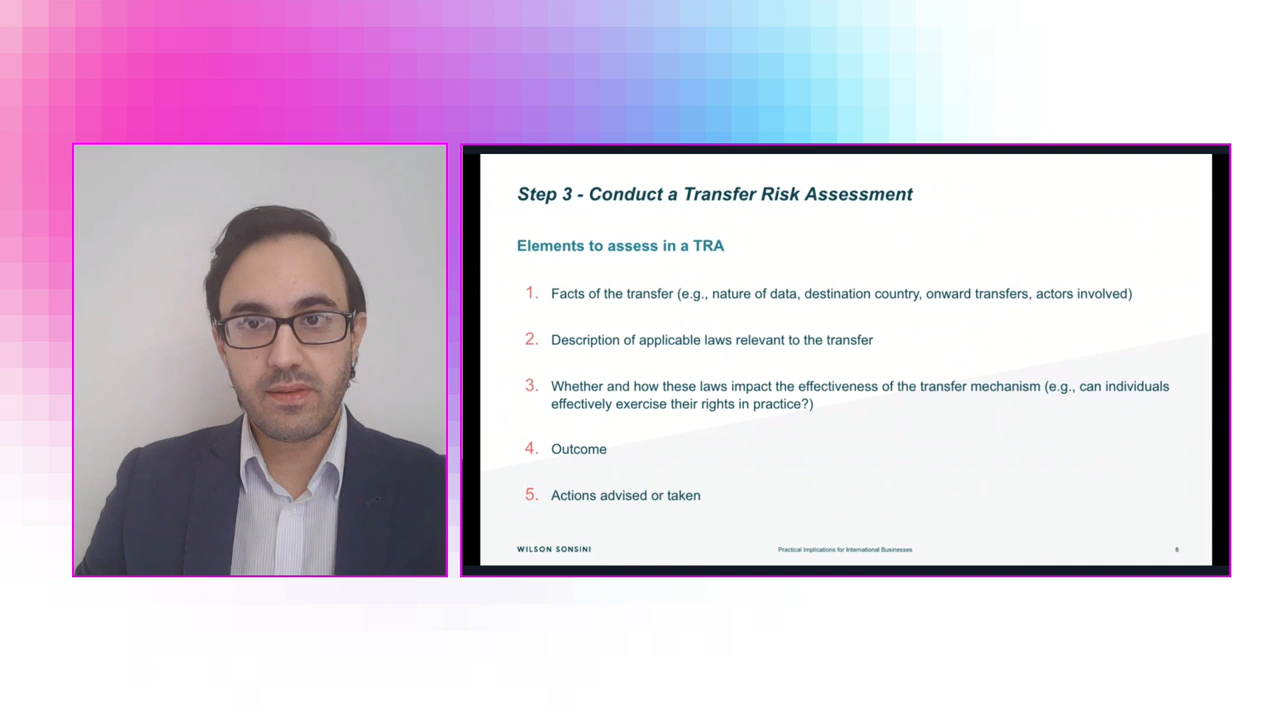 Step 3 - Conduct a Transfer Risk Assessment
Elements to assess in a TRA
1. Facts of the transfer (e.g., nature of data, destination country, onward transfers, actors involved)
2. Description of applicable laws relevant to the transfer
3. Whether and how these laws impact the effectiveness of the transfer mechanism (e.g., can individuals
effectively exercise their rights in practice?)
4. Outcome
5. Actions advised or taken
WILSON SONSINI
Practical Implications for International Businesses
8